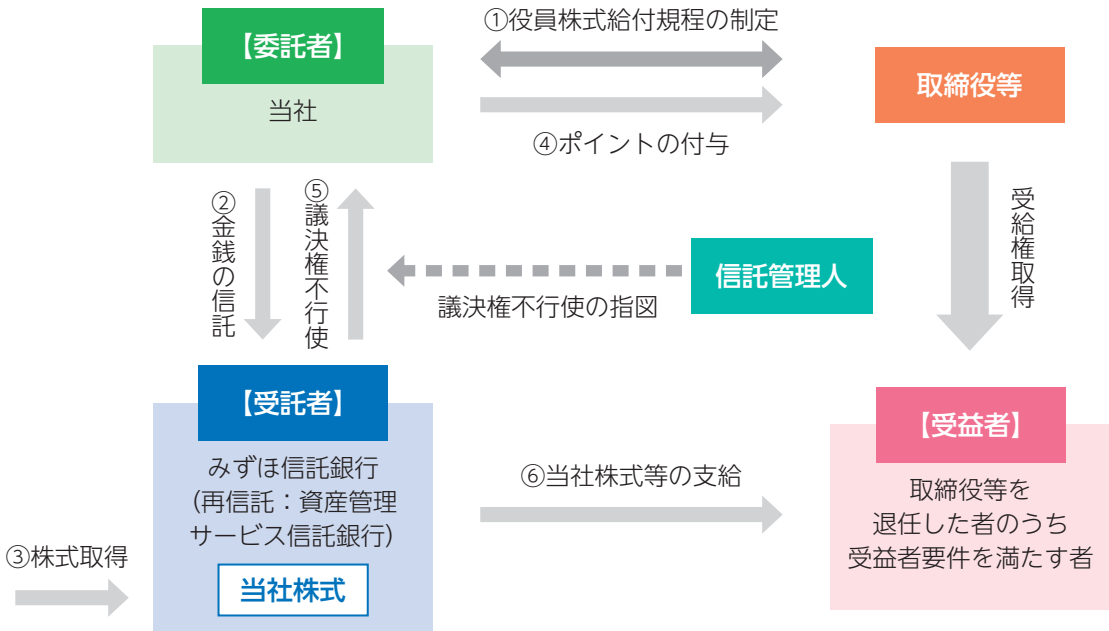 ①役員株式給付規程の制定
【委託者】
当社
取締役等
④ポイントの付与
②金銭の信託
⑤議決権不行使
受給権取得
信託管理人
議決権不行使の指図
【受託者】
みずほ信託銀行
(再信託：資産管理
サービス信託銀行)
当社株式
③株式取得
⑥当社株式等の支給
【受益者】
取締役等を
退任した者のうち
受益者要件を満たす者